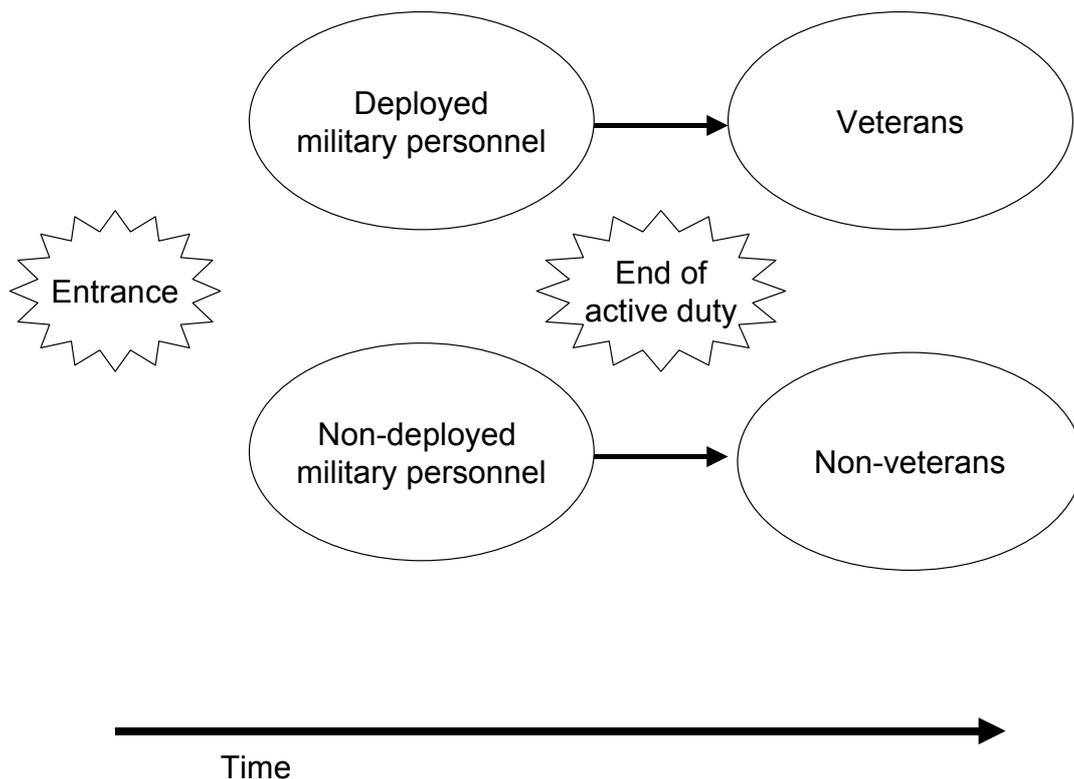 Deployed
military personnel
Veterans
Entrance
End of
active duty
Non-deployed
military personnel
Non-veterans
Time